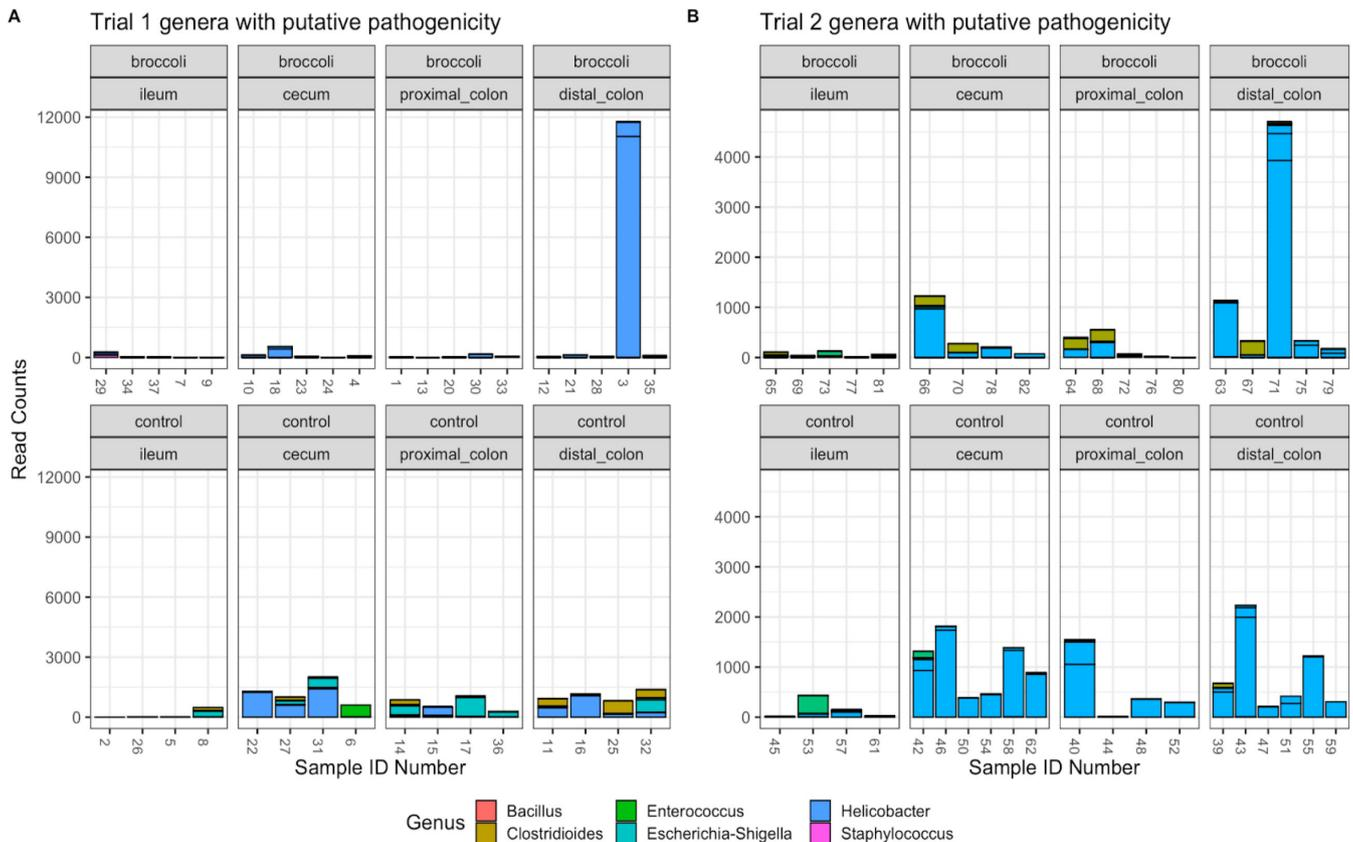 A
Trial 1 genera with putative pathogenicity
broccoli broccoli broccoli broccoli
ileum cecum proximal_colon distal_colon
12000
9000
6000
3000
0
29 34 37 7 9 10 18 23 24 4 1 13 20 30 33 12 21 28 3 35
control control control control
ileum cecum proximal_colon distal_colon
12000
9000
6000
3000
0
2 26 5 8 22 27 31 6 14 15 17 36 11 16 25 32
Read Counts
Sample ID Number
B
Trial 2 genera with putative pathogenicity
broccoli broccoli broccoli broccoli
ileum cecum proximal_colon distal_colon
4000
3000
2000
1000
0
65 69 73 77 81 66 70 78 82 64 68 72 76 80 63 67 71 75 79
control control control control
ileum cecum proximal_colon distal_colon
4000
3000
2000
1000
0
45 53 57 61 42 46 50 54 58 62 40 44 48 52 39 43 47 51 55 59
Sample ID Number
Genus
Bacillus Enterococcus Helicobacter
Clostridioides Escherichia-Shigella Staphylococcus